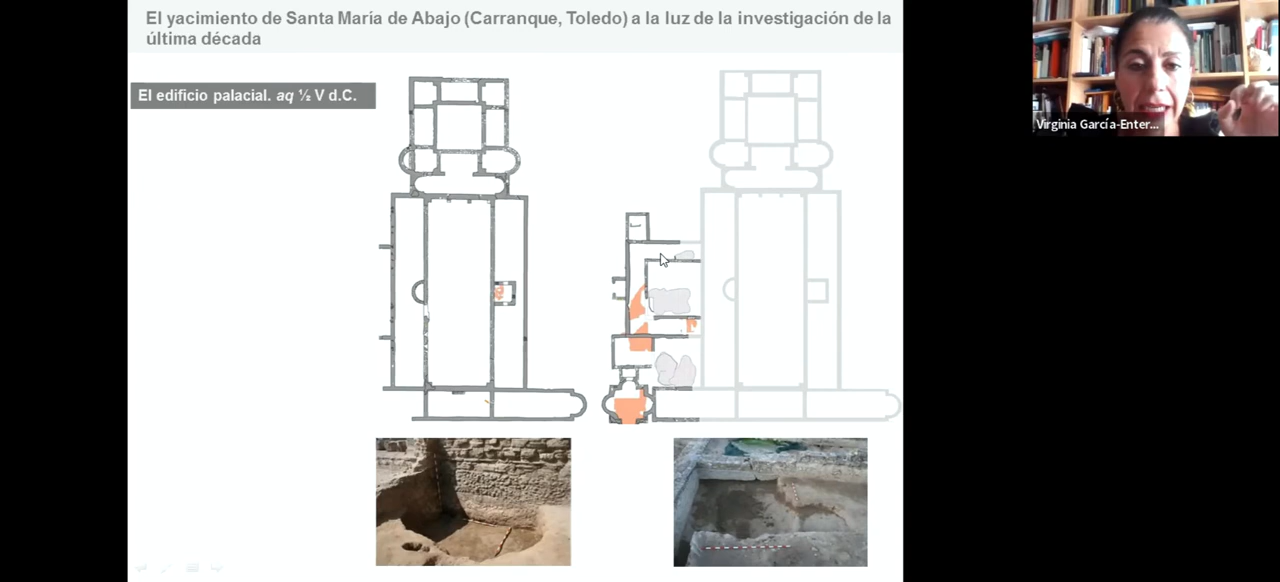 El yacimiento de Santa María de Abajo (Carranque, Toledo) a la luz de la investigación de la
última década
El edificio palacial. aq ½ V d.C.
Virginia García-Enter...